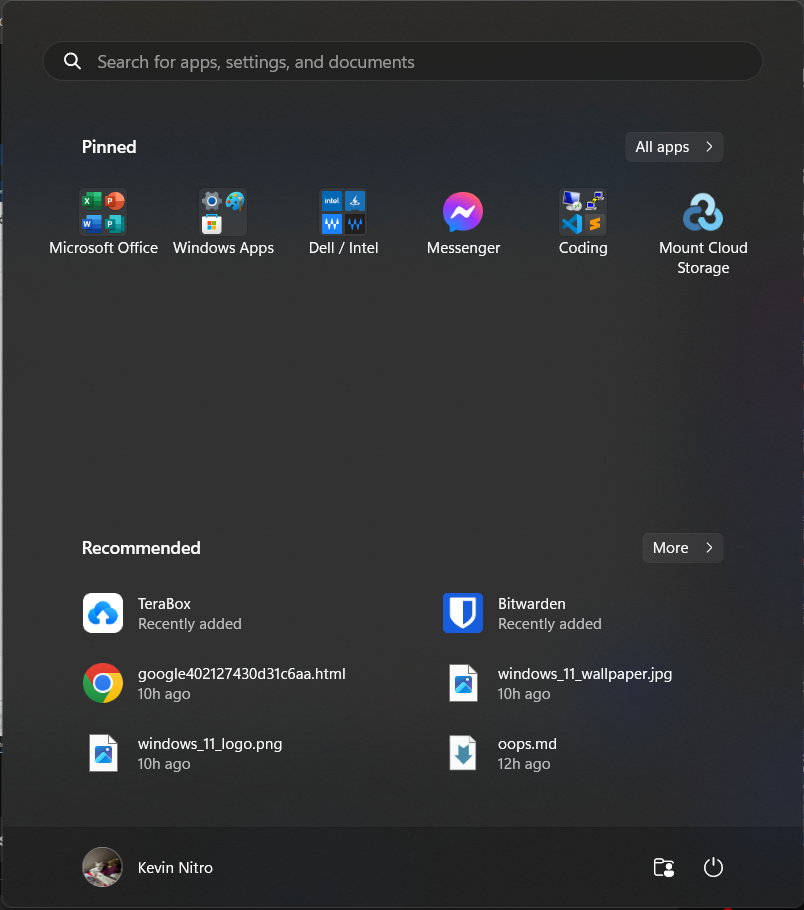 Search for apps, settings, and documents
Pinned
All apps
Microsoft Office
Windows Apps
Dell / Intel
intel
Messenger
Coding
Mount Cloud
Storage
Recommended
More
TeraBox
Recently added
Bitwarden
Recently added
google402127430d31c6aa.html
10h ago
windows_11_wallpaper.jpg
10h ago
windows_11_logo.png
10h ago
oops.md
12h ago
Kevin Nitro